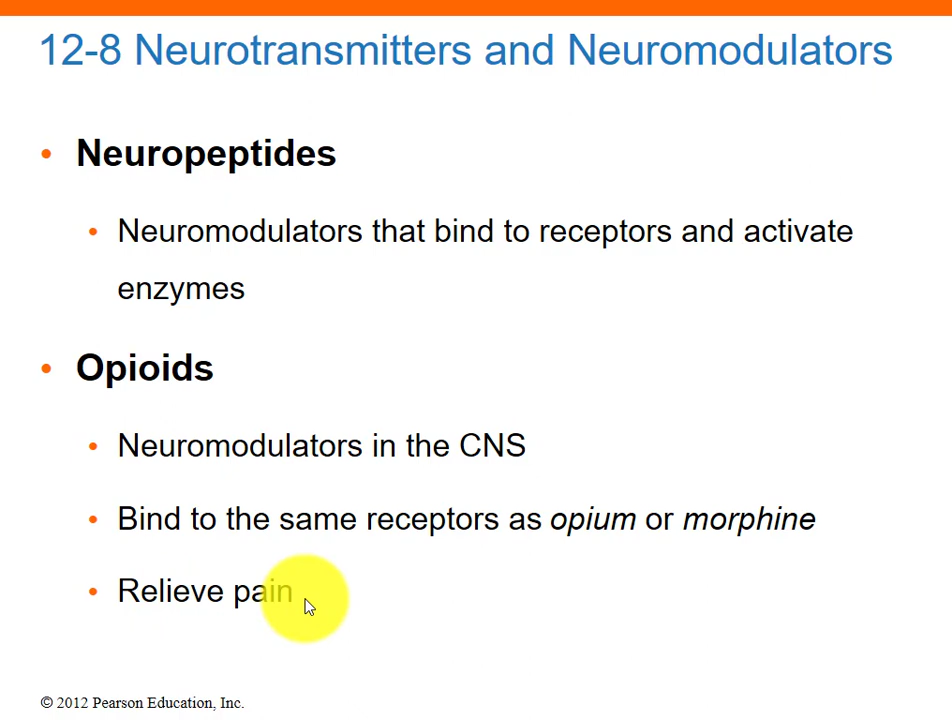 12-8 Neurotransmitters and Neuromodulators
• Neuropeptides
• Neuromodulators that bind to receptors and activate
enzymes
• Opioids
• Neuromodulators in the CNS
• Bind to the same receptors as opium or morphine
• Relieve pain
© 2012 Pearson Education, Inc.